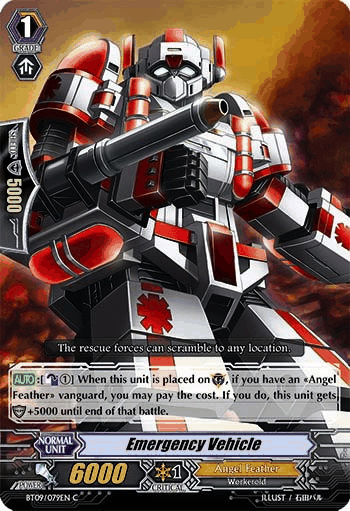 1
GRADE
SHIELD
5000
The rescue forces can scramble to any location.
AUTO :[ ① ] When this unit is placed on , if you have an «Angel
Feather» vanguard, you may pay the cost. If you do, this unit gets
+5000 until end of that battle.
NORMAL
UNIT
Emergency Vehicle
POWER
6000
1
CRITICAL
Angel Feather
Workeroid
BT09/079EN C
ILLUST / 石田バル